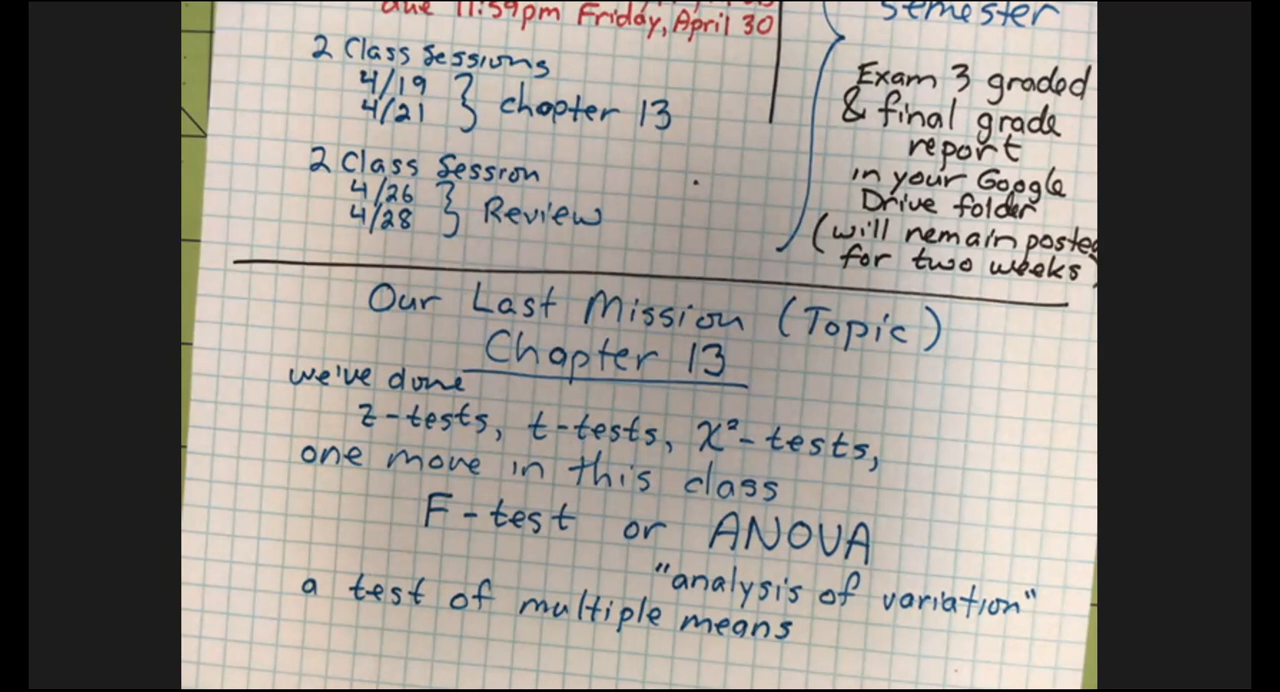 due 11:59pm Friday, April 30
2 Class Sessions
4/19
4/21 } chapter 13
2 Class Session
4/26
4/28 } Review
semester
Exam 3 graded
& final grade
report
in your Google
Drive folder
(will remain posted
for two weeks)
Our Last Mission (Topic)
Chapter 13
we've done
z-tests, t-tests, χ²-tests,
one move in this class
F-test or ANOVA
"analysis of variation"
a test of multiple means